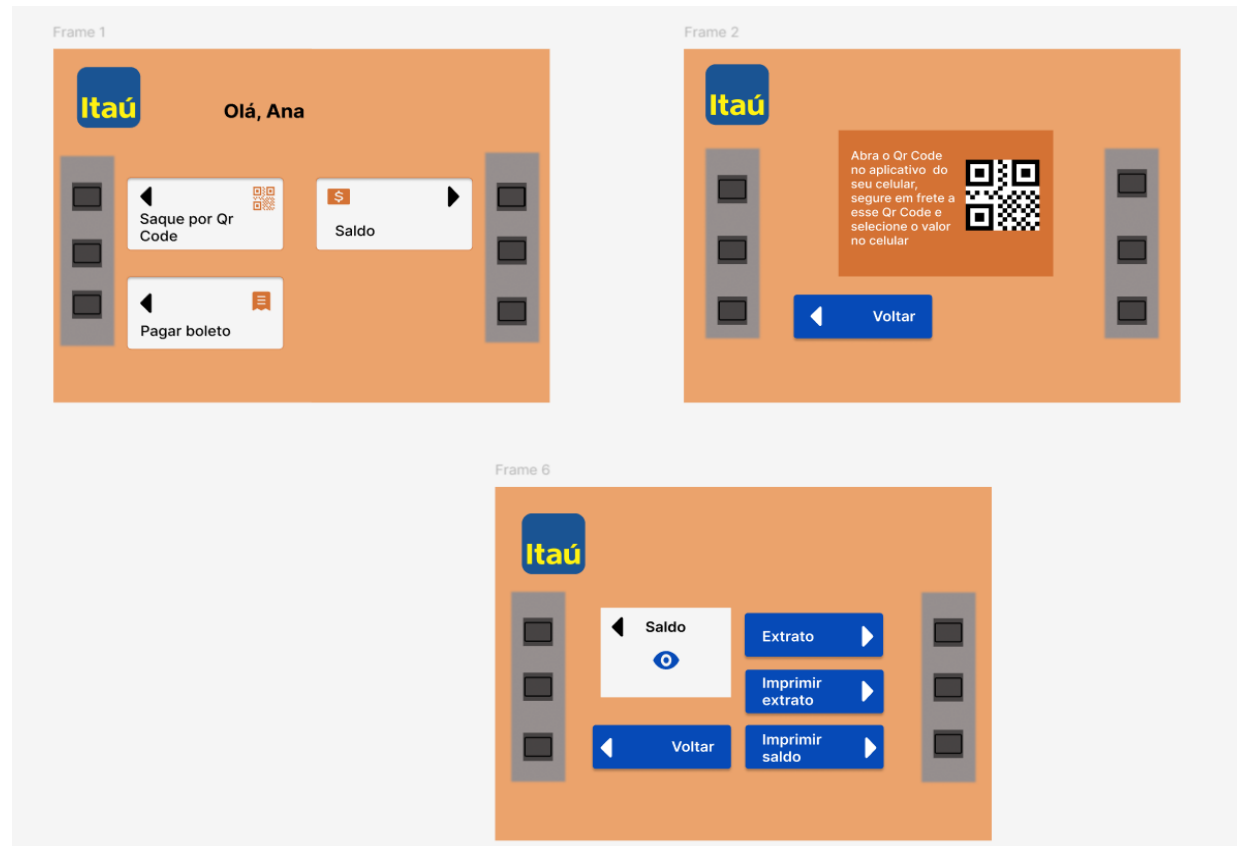 Frame 1
Itaú
Olá, Ana
Saque por Qr
Code
$
Saldo
Pagar boleto
Frame 2
Itaú
Abra o Qr Code
no aplicativo do
seu celular,
segure em frete a
esse Qr Code e
selecione o valor
no celular
Voltar
Frame 6
Itaú
Saldo
Extrato
Imprimir
extrato
Voltar
Imprimir
saldo